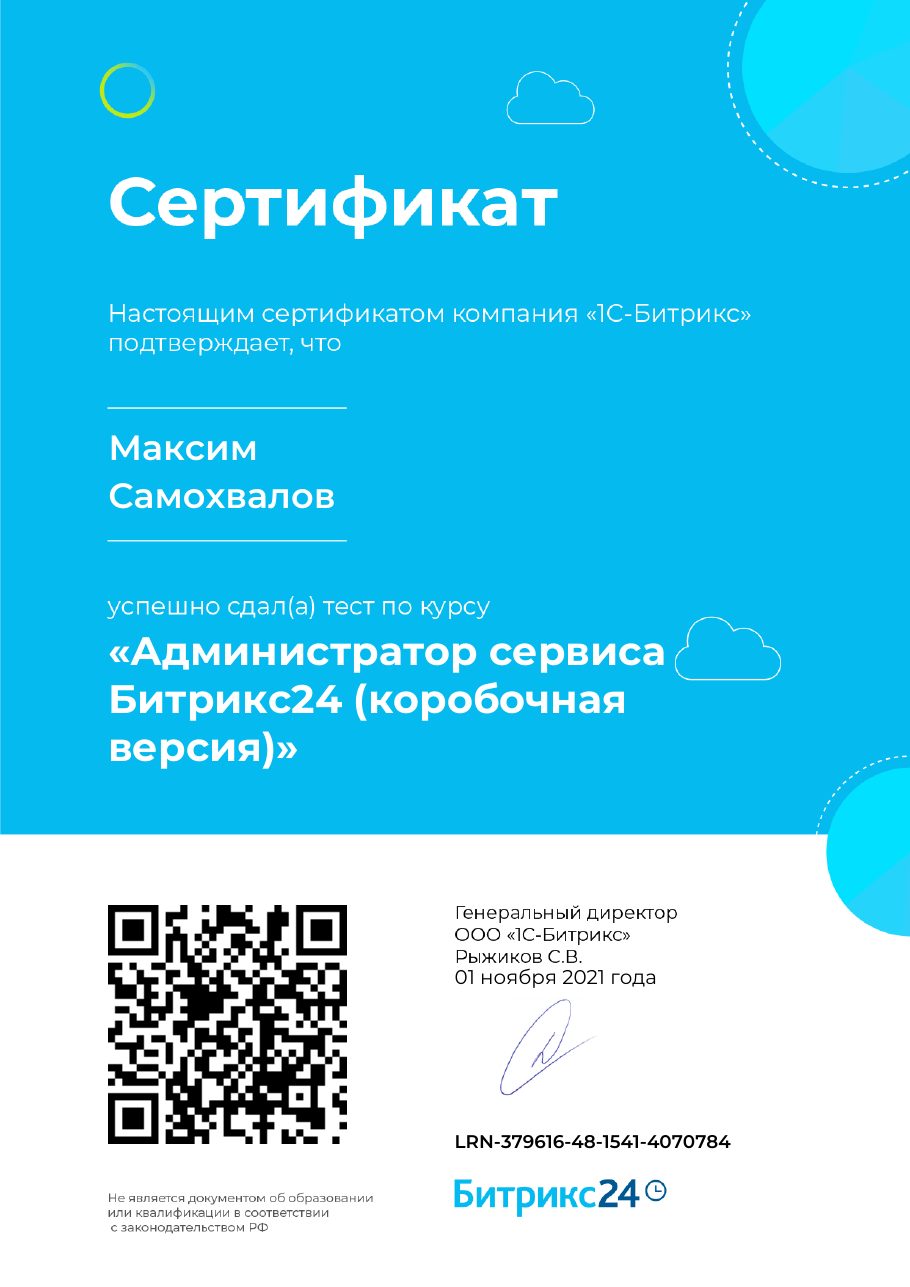 Сертификат
Настоящим сертификатом компания «1С-Битрикс»
подтверждает, что
Максим
Самохвалов
успешно сдал(а) тест по курсу
«Администратор сервиса
Битрикс24 (коробочная
версия)»
Генеральный директор
ООО «1С-Битрикс»
Рыжиков С.В.
01 ноября 2021 года
LRN-379616-48-1541-4070784
Битрикс24
Не является документом об образовании
или квалификации в соответствии
с законодательством РФ